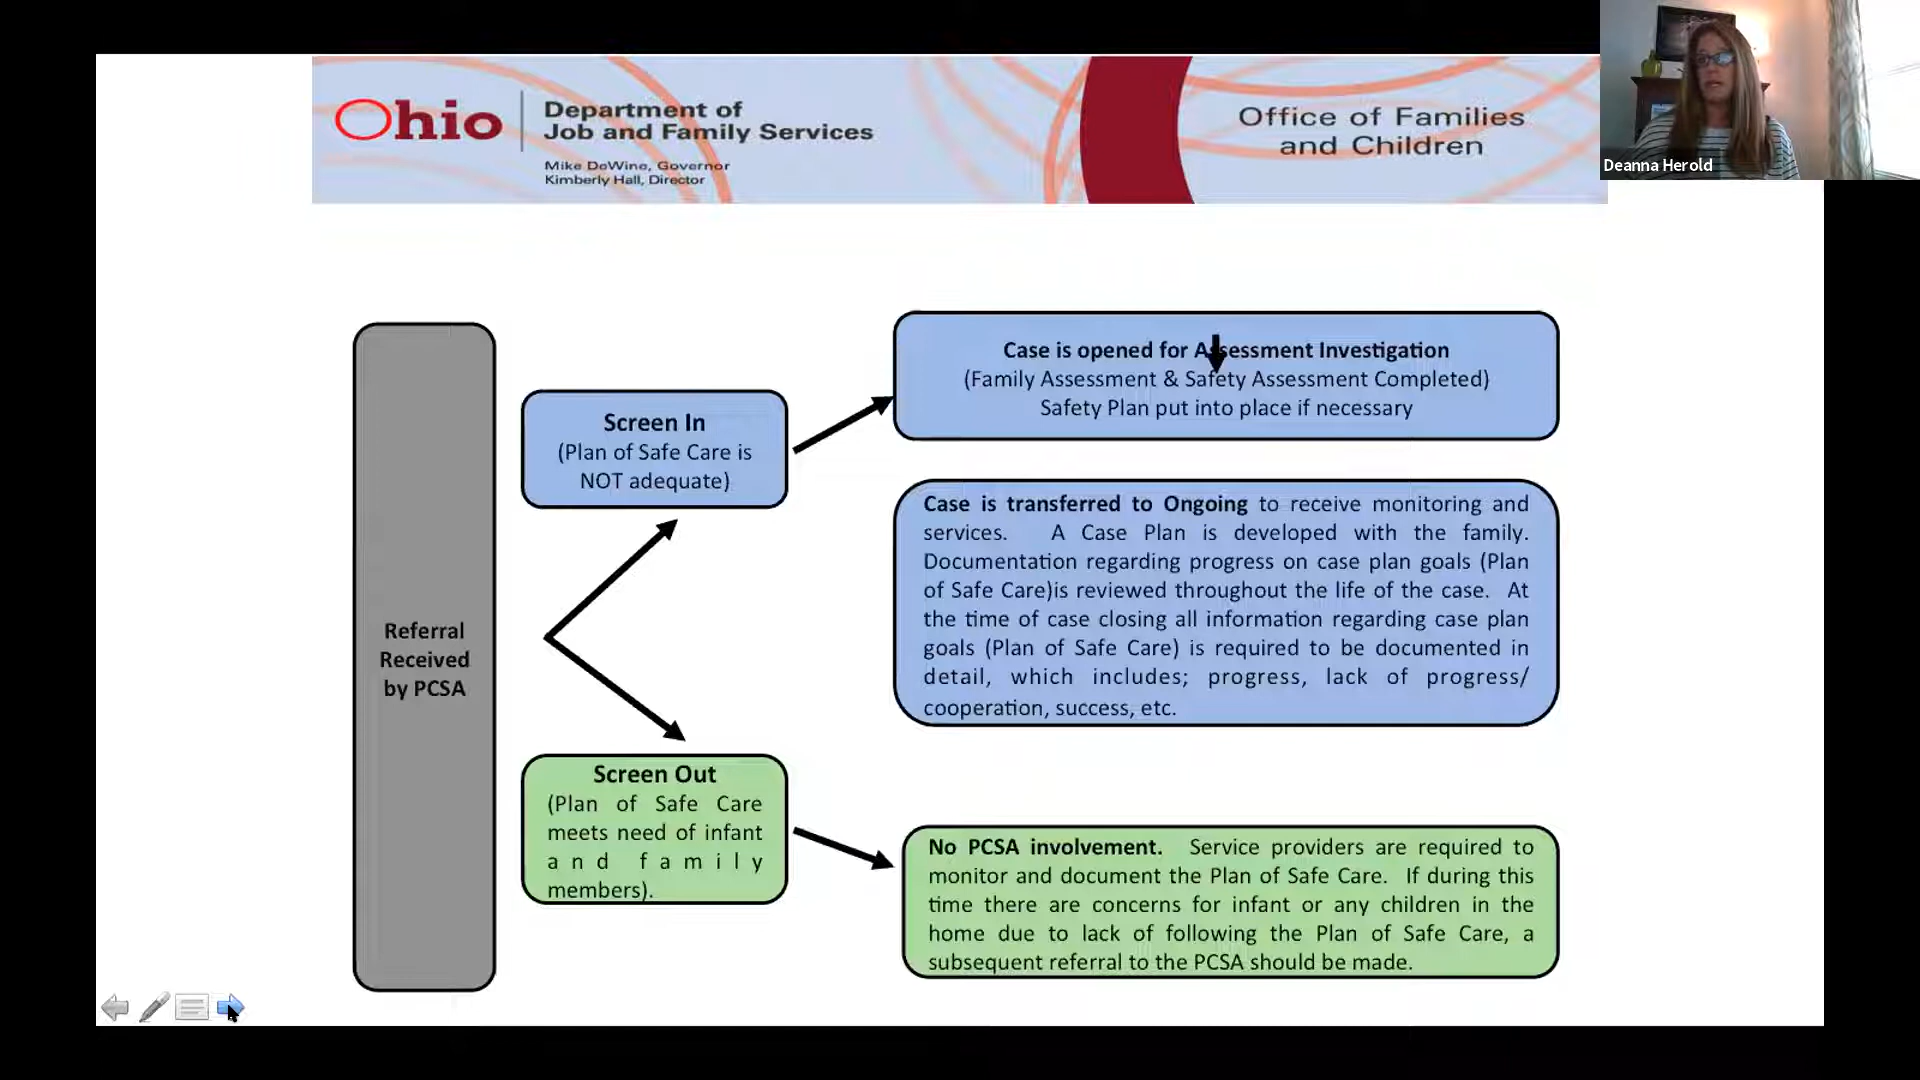 Ohio
Department of
Job and Family Services
Mike DeWine, Governor
Kimberly Hall, Director
Office of Families
and Children
Deanna Herold
Referral
Received
by PCSA
Screen In
(Plan of Safe Care is
NOT adequate)
Case is opened for Assessment Investigation
(Family Assessment & Safety Assessment Completed)
Safety Plan put into place if necessary
Case is transferred to Ongoing to receive monitoring and
services. A Case Plan is developed with the family.
Documentation regarding progress on case plan goals (Plan
of Safe Care)is reviewed throughout the life of the case. At
the time of case closing all information regarding case plan
goals (Plan of Safe Care) is required to be documented in
detail, which includes; progress, lack of progress/
cooperation, success, etc.
Screen Out
(Plan of Safe Care
meets need of infant
and family
members).
No PCSA involvement. Service providers are required to
monitor and document the Plan of Safe Care. If during this
time there are concerns for infant or any children in the
home due to lack of following the Plan of Safe Care, a
subsequent referral to the PCSA should be made.